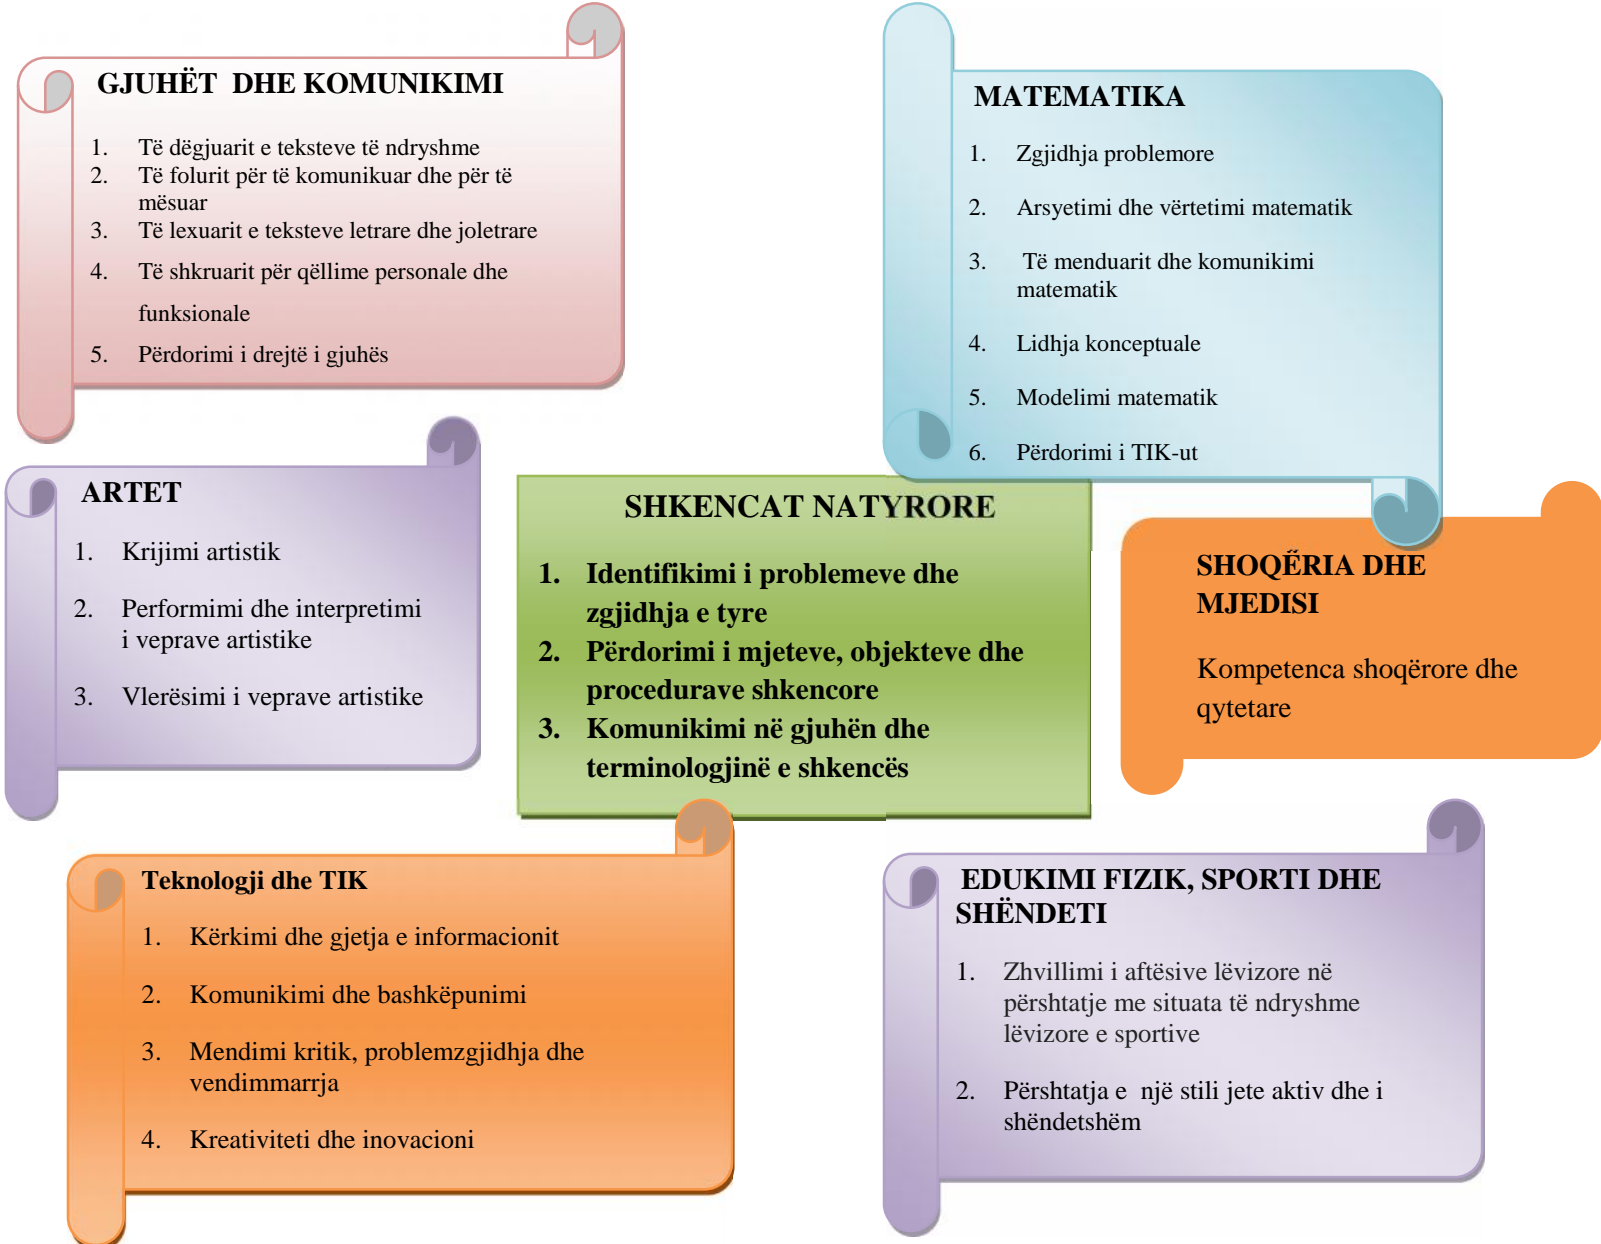 GJUHËT DHE KOMUNIKIMI
1. Të dëgjuarit e teksteve të ndryshme
2. Të folurit për të komunikuar dhe për të
mësuar
3. Të lexuarit e teksteve letrare dhe joletrare
4. Të shkruarit për qëllime personale dhe
funksionale
5. Përdorimi i drejtë i gjuhës
MATEMATIKA
1. Zgjidhja problemore
2. Arsyetimi dhe vërtetimi matematik
3. Të menduarit dhe komunikimi
matematik
4. Lidhja konceptuale
5. Modelimi matematik
6. Përdorimi i TIK-ut
ARTET
1. Krijimi artistik
2. Performimi dhe interpretimi
i veprave artistike
3. Vlerësimi i veprave artistike
SHKENCAT NATYRORE
1. Identifikimi i problemeve dhe
zgjidhja e tyre
2. Përdorimi i mjeteve, objekteve dhe
procedurave shkencore
3. Komunikimi në gjuhën dhe
terminologjinë e shkencës
SHOQËRIA DHE
MJEDISI
Kompetenca shoqërore dhe
qytetare
Teknologji dhe TIK
1. Kërkimi dhe gjetja e informacionit
2. Komunikimi dhe bashkëpunimi
3. Mendimi kritik, problemzgjidhja dhe
vendimmarrja
4. Kreativiteti dhe inovacioni
EDUKIMI FIZIK, SPORTI DHE
SHËNDETI
1. Zhvillimi i aftësive lëvizore në
përshtatje me situata të ndryshme
lëvizore e sportive
2. Përshtatja e një stili jete aktiv dhe i
shëndetshëm